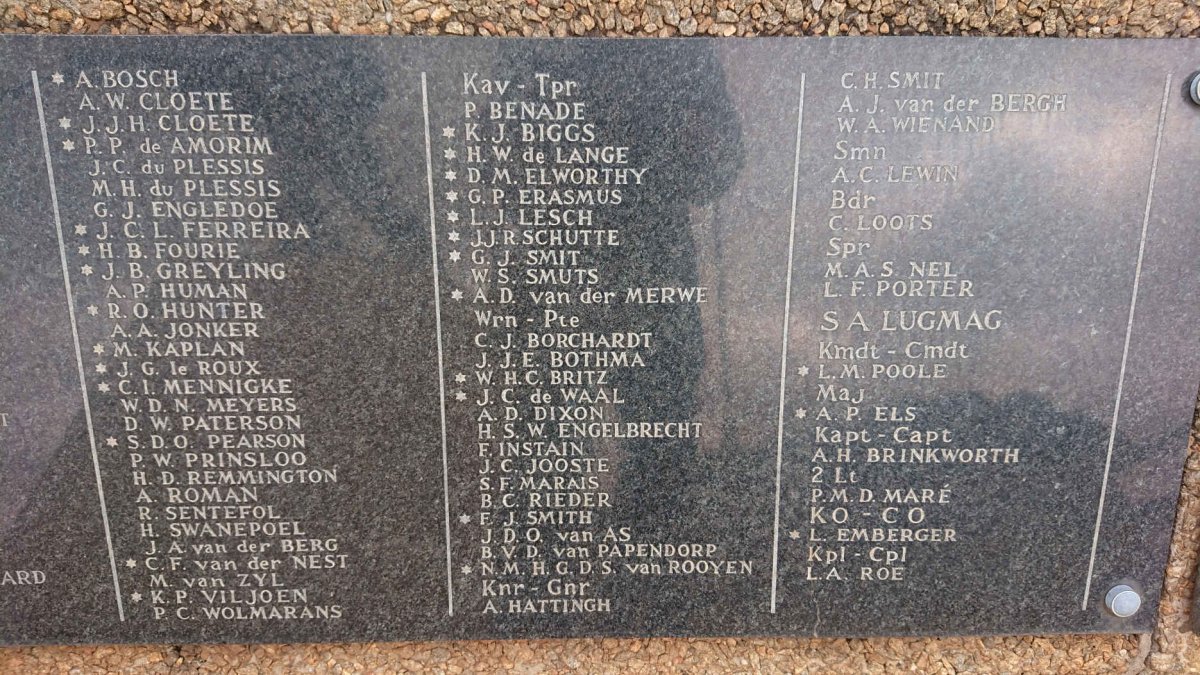 T
ARD
* A. BOSCH
A. W. CLOETE
* J. J. H. CLOETE
* P. P. de AMORIM
J. C. du PLESSIS
M. H. du PLESSIS
G. J. ENGLEDOE
* J. C. L. FERREIRA
* H. B. FOURIE
* J. B. GREYLING
A. P. HUMAN
* R. O. HUNTER
A. A. JONKER
* M. KAPLAN
* J. G. le ROUX
* C. I. MENNIGKE
W. D. N. MEYERS
D. W. PATERSON
* S. D. O. PEARSON
P. W. PRINSLOO
H. D. REMMINGTON
A. ROMAN
R. SENTEFOL
H. SWANEPOEL
J. A. van der BERG
* C. F. van der NEST
M. van ZYL
* K. P. VILJOEN
P. C. WOLMARANS
Kav - Tpr
P. BENADE
* K. J. BIGGS
* H. W. de LANGE
* D. M. ELWORTHY
* G. P. ERASMUS
* L. J. LESCH
* J. J. R. SCHUTTE
* G. J. SMIT
W. S. SMUTS
* A. D. van der MERWE
Wrn - Pte
C. J. BORCHARDT
J. J. E. BOTHMA
* W. H. C. BRITZ
* J. C. de WAAL
A. D. DIXON
H. S. W. ENGELBRECHT
F. INSTAIN
J. C. JOOSTE
S. F. MARAIS
B. C. RIEDER
* F. J. SMITH
J. D. O. van AS
B. V. D. van PAPENDORP
* N. M. H. G. D. S. van ROOYEN
Knr - Gnr
A. HATTINGH
C. H. SMIT
A. J. van der BERGH
W. A. WIENAND
Smn
A. C. LEWIN
Bdr
C. LOOTS
Spr
M. A. S. NEL
L. F. PORTER
S A LUGMAG
Kmdt - Cmdt
* L. M. POOLE
Maj
* A. P. ELS
Kapt - Capt
A. H. BRINKWORTH
2 Lt
P. M. D. MARÉ
KO - CO
* L. EMBERGER
Kpl - Cpl
L. A. ROE